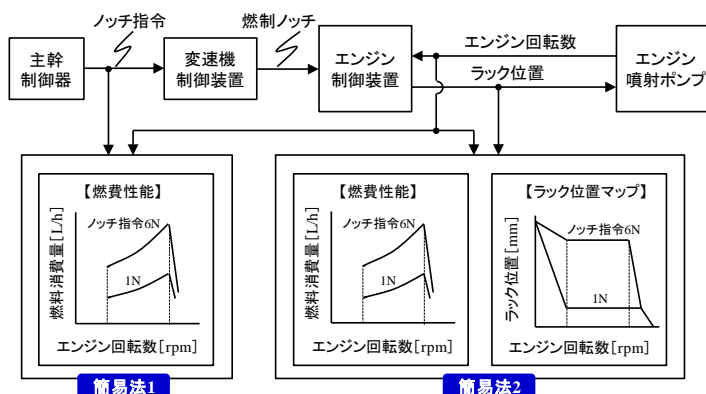 ノッチ指令
燃制ノッチ
エンジン回転数
主幹
制御器
変速機
制御装置
エンジン
制御装置
ラック位置
エンジン
噴射ポンプ
【燃費性能】
燃料消費量[L/h]
ノッチ指令6N
1N
エンジン回転数[rpm]
簡易法1
【燃費性能】
燃料消費量[L/h]
ノッチ指令6N
1N
エンジン回転数[rpm]
【ラック位置マップ】
ラック位置[mm]
ノッチ指令6N
1N
エンジン回転数[rpm]
簡易法2